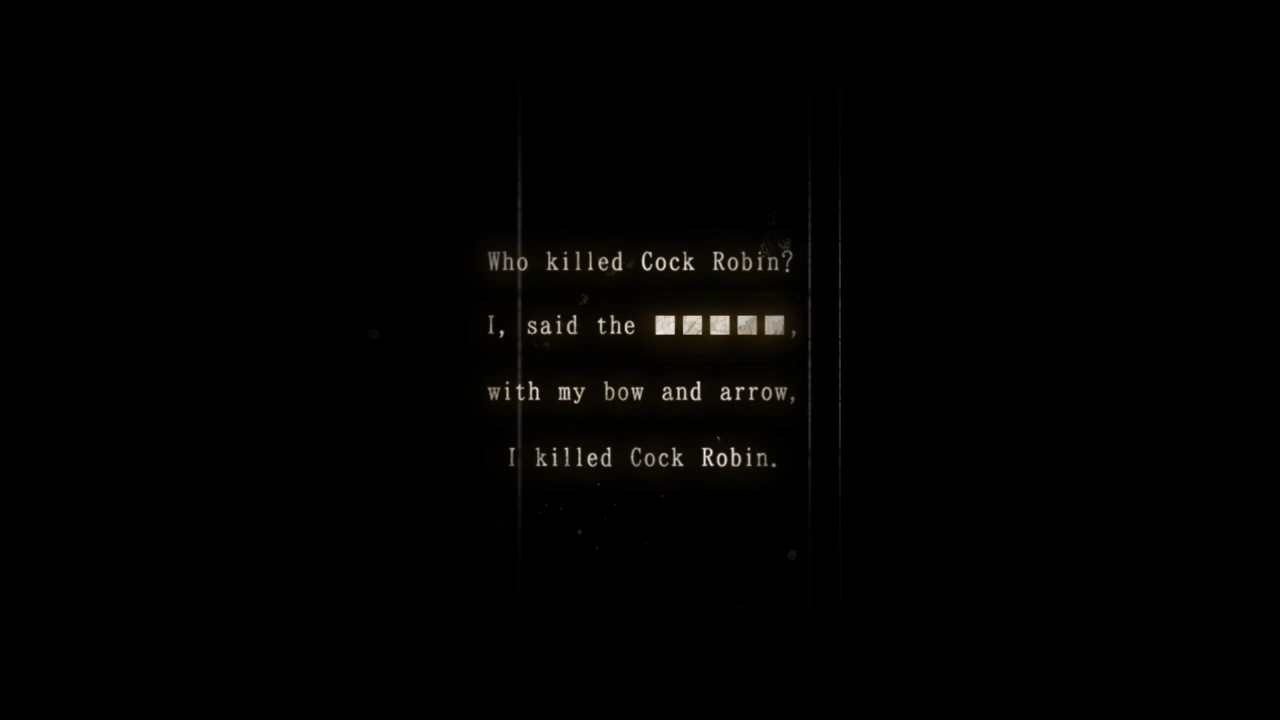 Who killed Cock Robin?
I, said the ■■■■■,
with my bow and arrow,
I killed Cock Robin.